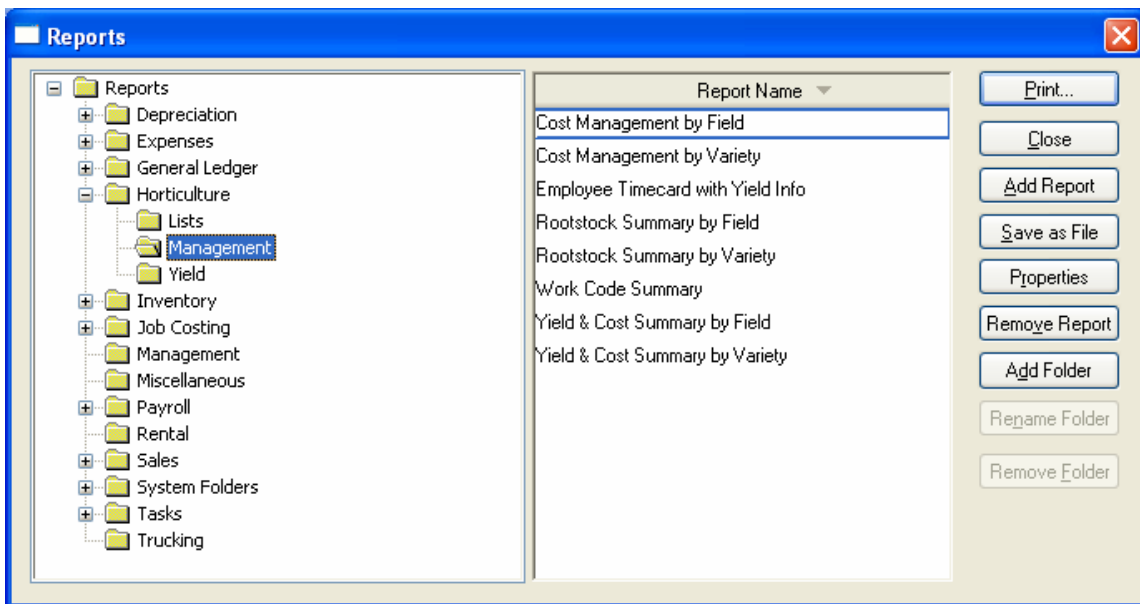 Reports
Reports
Depreciation
Expenses
General Ledger
Horticulture
Lists
Management
Yield
Inventory
Job Costing
Management
Miscellaneous
Payroll
Rental
Sales
System Folders
Tasks
Trucking
Report Name
Cost Management by Field
Cost Management by Variety
Employee Timecard with Yield Info
Rootstock Summary by Field
Rootstock Summary by Variety
Work Code Summary
Yield & Cost Summary by Field
Yield & Cost Summary by Variety
Print...
Close
Add Report
Save as File
Properties
Remove Report
Add Folder
Rename Folder
Remove Folder